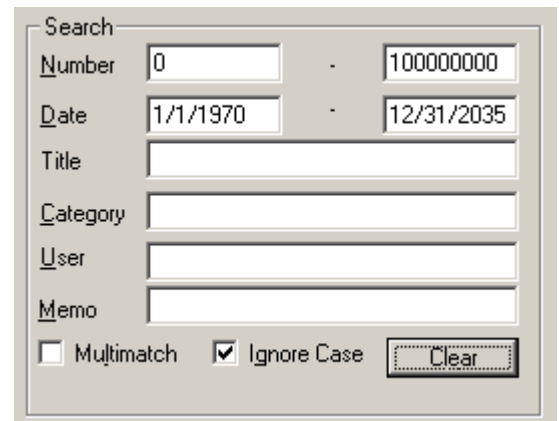 Search
Number 0 - 100000000
Date 1/1/1970 - 12/31/2035
Title
Category
User
Memo
Multimatch Ignore Case Clear